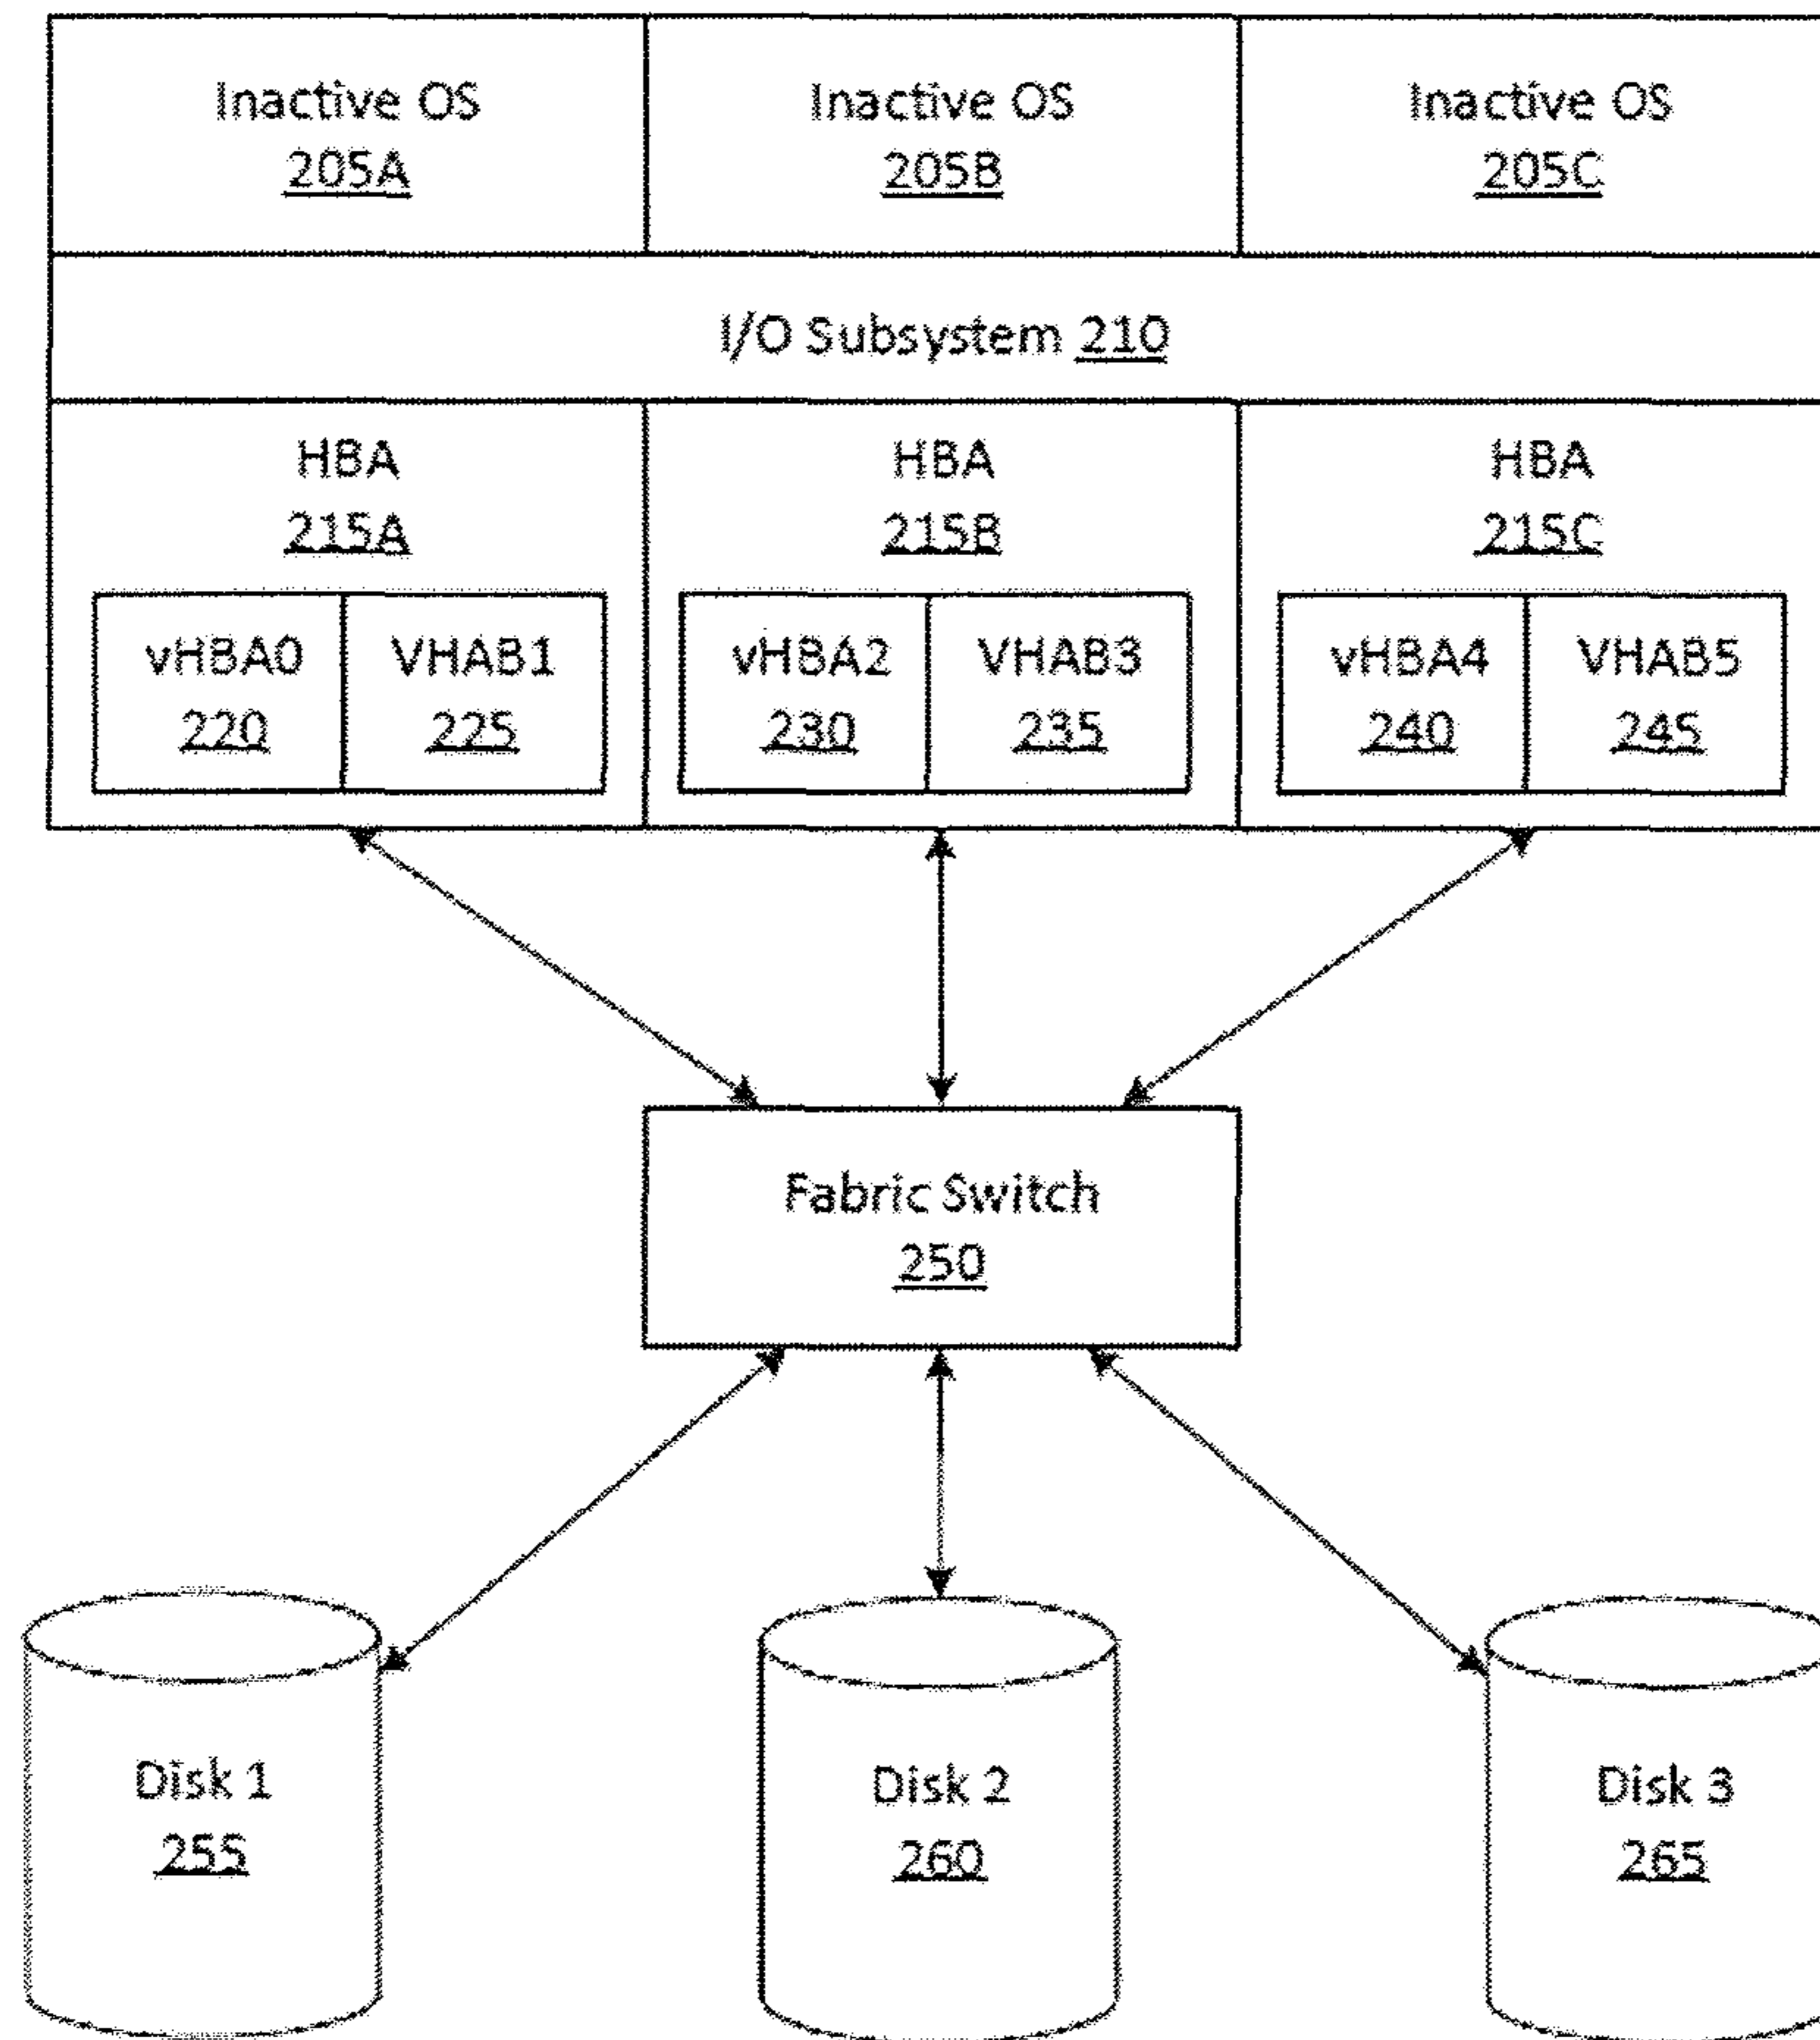 Inactive OS
205A
Inactive OS
205B
Inactive OS
205C
I/O Subsystem 210
HBA
215A
HBA
215B
HBA
215C
vHBA0
220
VHAB1
225
vHBA2
230
VHAB3
235
vHBA4
240
VHAB5
245
Fabric Switch
250
Disk 1
255
Disk 2
260
Disk 3
265